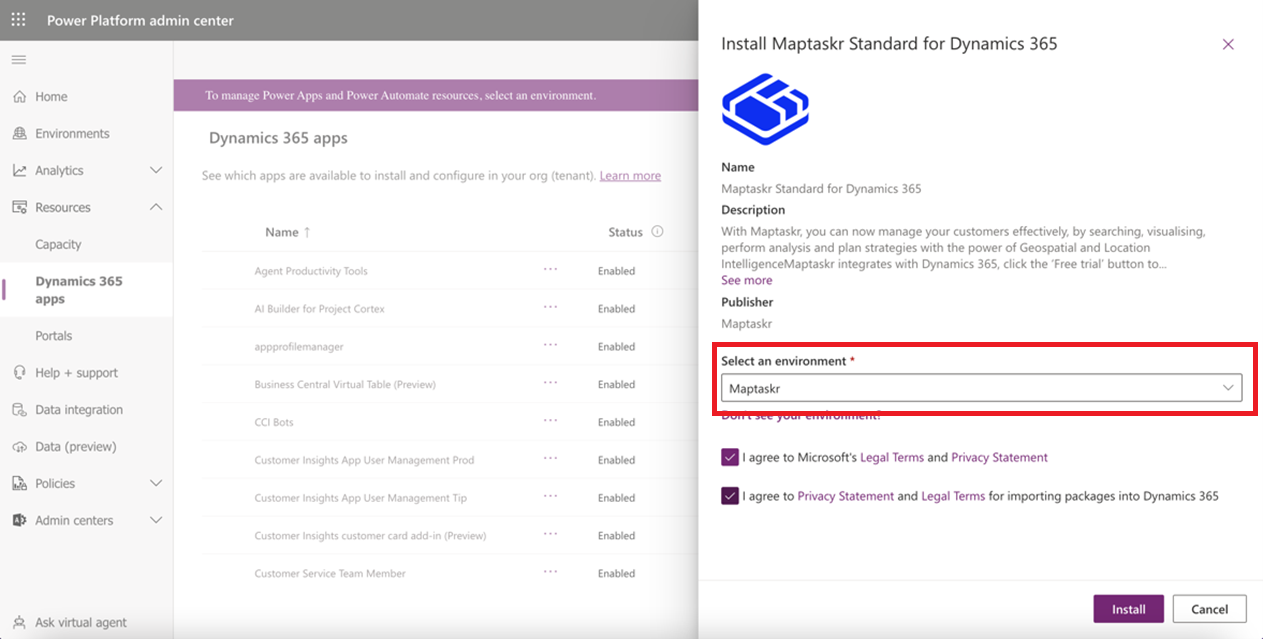 Power Platform admin center
Home
Environments
Analytics
Resources
Capacity
Dynamics 365
apps
Portals
Help + support
Data integration
Data (preview)
Policies
Admin centers
Ask virtual agent
To manage Power Apps and Power Automate resources, select an environment.
Dynamics 365 apps
See which apps are available to install and configure in your org (tenant). Learn more
Name ↑ Status
Agent Productivity Tools ... Enabled
AI Builder for Project Cortex ... Enabled
appprofilemanager ... Enabled
Business Central Virtual Table (Preview) ... Enabled
CCI Bots ... Enabled
Customer Insights App User Management Prod ... Enabled
Customer Insights App User Management Tip ... Enabled
Customer Insights customer card add-in (Preview) ... Enabled
Customer Service Team Member ... Enabled
Install Maptaskr Standard for Dynamics 365
Name
Maptaskr Standard for Dynamics 365
Description
With Maptaskr, you can now manage your customers effectively, by searching, visualising,
perform analysis and plan strategies with the power of Geospatial and Location
IntelligenceMaptaskr integrates with Dynamics 365, click the 'Free trial' button to...
See more
Publisher
Maptaskr
Select an environment *
Maptaskr
Don't see your environment?
I agree to Microsoft's Legal Terms and Privacy Statement
I agree to Privacy Statement and Legal Terms for importing packages into Dynamics 365
Install
Cancel